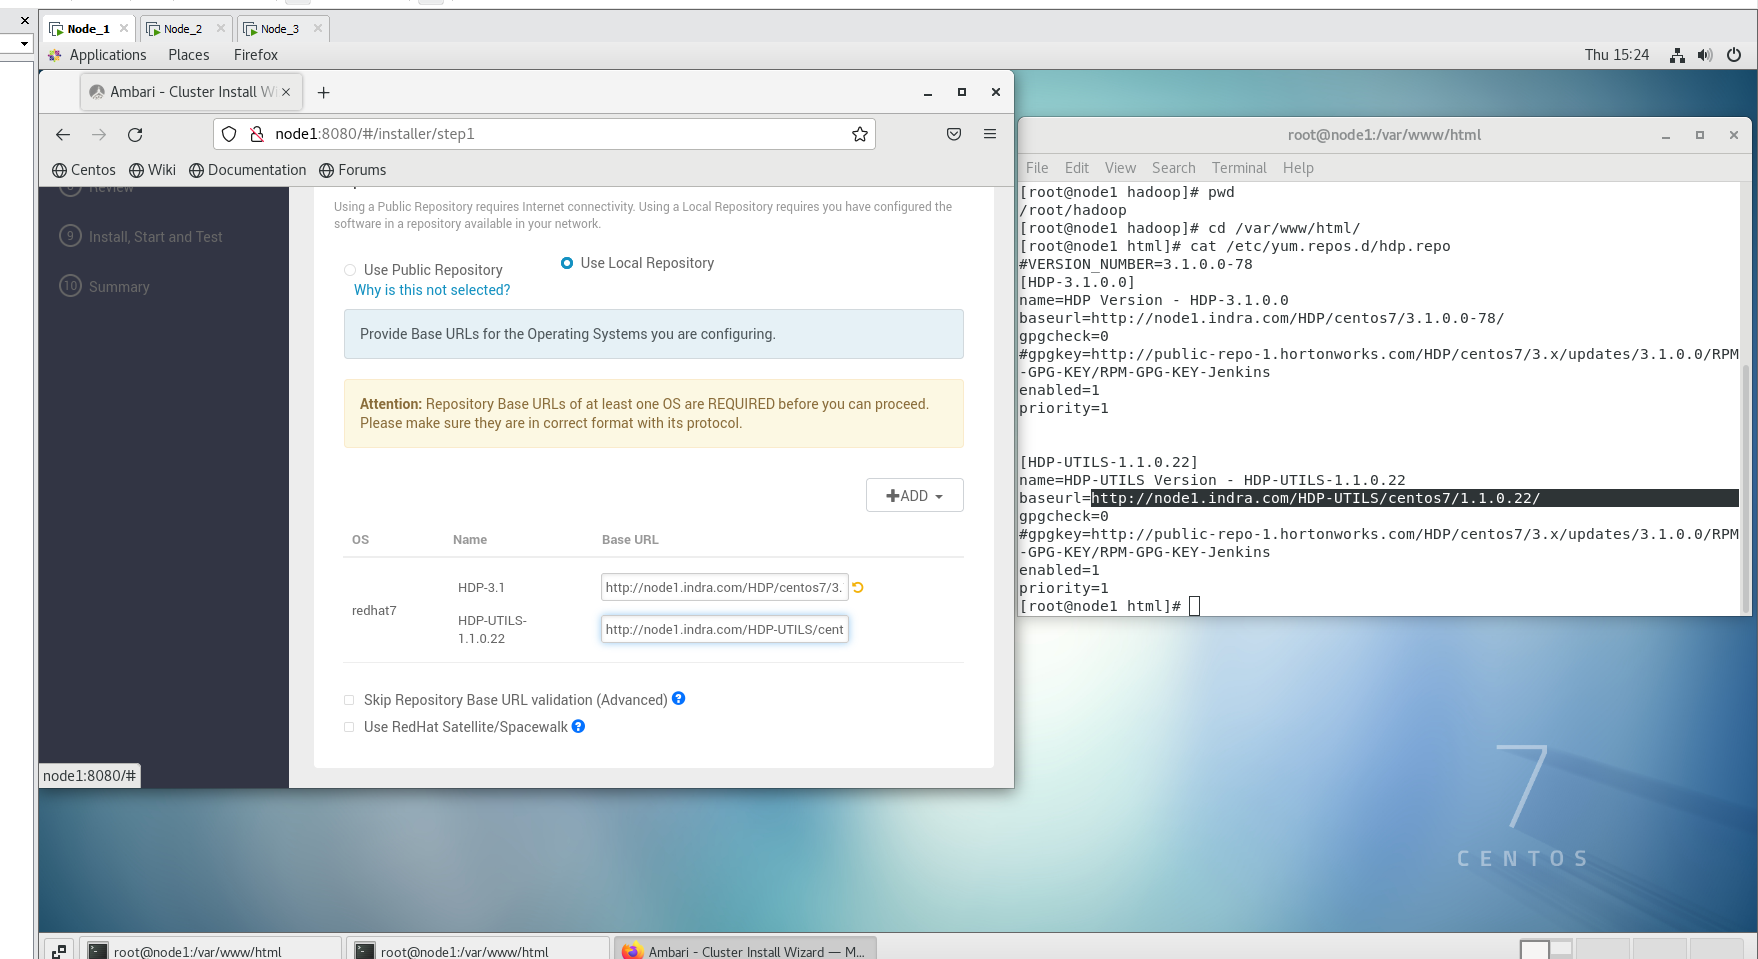 Node_1
Node_2
Node_3
Applications Places Firefox
Thu 15:24
Ambari - Cluster Install Wi
node1:8080/#/installer/step1
Centos Wiki Documentation Forums
Review
9 Install, Start and Test
10 Summary
Using a Public Repository requires Internet connectivity. Using a Local Repository requires you have configured the
software in a repository available in your network.
Use Public Repository
Why is this not selected?
Use Local Repository
Provide Base URLs for the Operating Systems you are configuring.
Attention: Repository Base URLs of at least one OS are REQUIRED before you can proceed.
Please make sure they are in correct format with its protocol.
ADD
OS Name Base URL
redhat7
HDP-3.1
http://node1.indra.com/HDP/centos7/3.
HDP-UTILS-
1.1.0.22
http://node1.indra.com/HDP-UTILS/cent
Skip Repository Base URL validation (Advanced) ?
Use RedHat Satellite/Spacewalk ?
node1:8080/#
root@node1:/var/www/html
File Edit View Search Terminal Help
[root@node1 hadoop]# pwd
/root/hadoop
[root@node1 hadoop]# cd /var/www/html/
[root@node1 html]# cat /etc/yum.repos.d/hdp.repo
#VERSION_NUMBER=3.1.0.0-78
[HDP-3.1.0.0]
name=HDP Version - HDP-3.1.0.0
baseurl=http://node1.indra.com/HDP/centos7/3.1.0.0-78/
gpgcheck=0
#gpgkey=http://public-repo-1.hortonworks.com/HDP/centos7/3.x/updates/3.1.0.0/RPM
-GPG-KEY/RPM-GPG-KEY-Jenkins
enabled=1
priority=1
[HDP-UTILS-1.1.0.22]
name=HDP-UTILS Version - HDP-UTILS-1.1.0.22
baseurl=http://node1.indra.com/HDP-UTILS/centos7/1.1.0.22/
gpgcheck=0
#gpgkey=http://public-repo-1.hortonworks.com/HDP/centos7/3.x/updates/3.1.0.0/RPM
-GPG-KEY/RPM-GPG-KEY-Jenkins
enabled=1
priority=1
[root@node1 html]#
7
CENTOS
root@node1:/var/www/html
root@node1:/var/www/html
Ambari - Cluster Install Wizard — M...